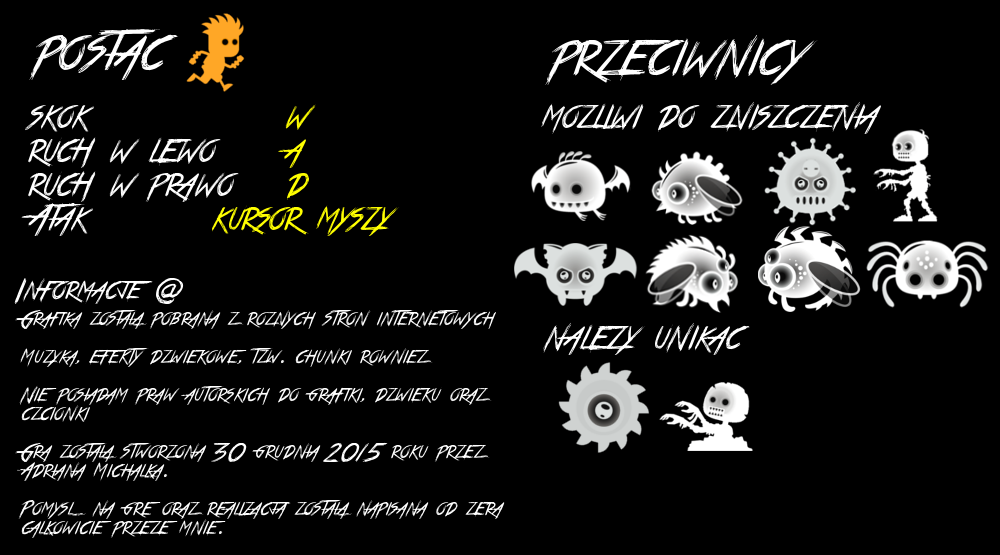 POSTAC
SKOK W
RUCH W LEWO A
RUCH W PRAWO D
ATAK KURSOR MYSZY
INFORMACJE @
GRAFIKA ZOSTALA POBRANA Z ROZNYCH STRON INTERNETOWYCH
MUZYKA, EFEKTY DZWIEKOWE, TZW. CHUNKI ROWNIEZ
NIE POSIADAM PRAW AUTORSKICH DO GRAFIKI, DZWIEKU ORAZ
CZCIONKI
GRA ZOSTALA STWORZONA 30 GRUDNIA 2015 ROKU PRZEZ
ADRIANA MICHALKA.
POMYSL NA GRE ORAZ REALIZACJA ZOSTALA NAPISANA OD ZERA
CALKOWICIE PRZEZE MNIE.
PRZECIWNICY
MOZLIWI DO ZNISZCZENIA
NALEZY UNIKAC